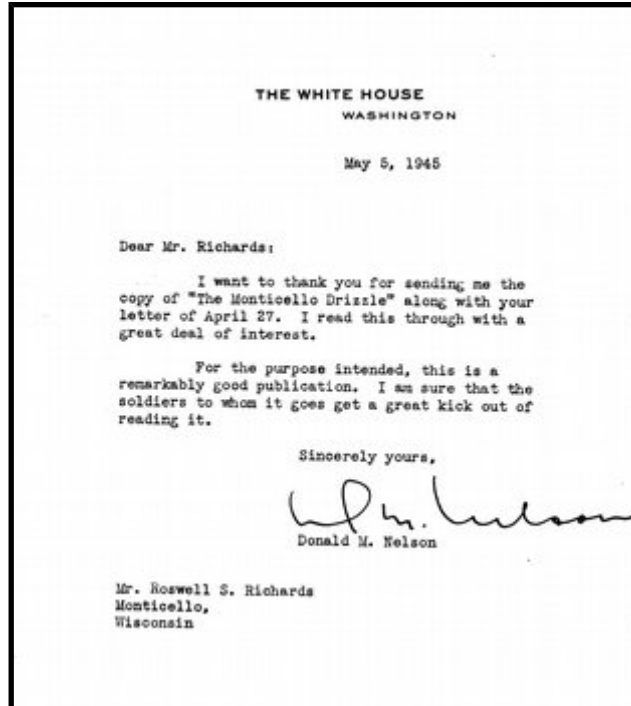 THE WHITE HOUSE
WASHINGTON
May 5, 1945
Dear Mr. Richards:
I want to thank you for sending me the
copy of "The Monticello Drizzle" along with your
letter of April 27. I read this through with a
great deal of interest.
For the purpose intended, this is a
remarkably good publication. I am sure that the
soldiers to whom it goes get a great kick out of
reading it.
Sincerely yours,
D M. Nelson
Donald M. Nelson
Mr. Roswell S. Richards
Monticello,
Wisconsin